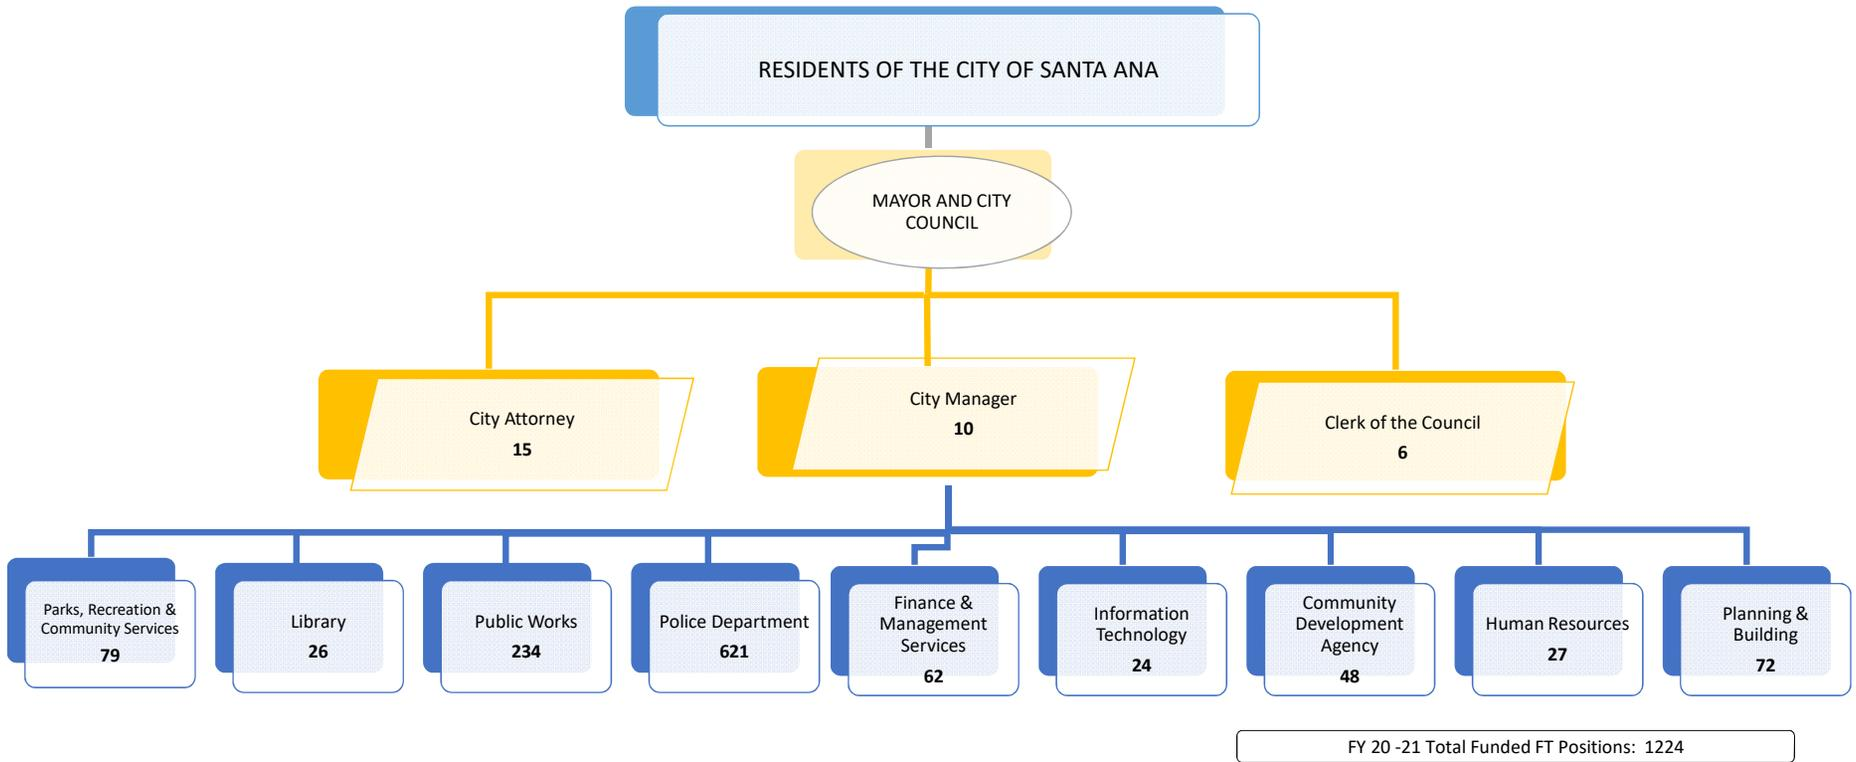 RESIDENTS OF THE CITY OF SANTA ANA
MAYOR AND CITY
COUNCIL
City Attorney
15
City Manager
10
Clerk of the Council
6
Parks, Recreation &
Community Services
79
Library
26
Public Works
234
Police Department
621
Finance &
Management
Services
62
Information
Technology
24
Community
Development
Agency
48
Human Resources
27
Planning &
Building
72
FY 20 -21 Total Funded FT Positions: 1224